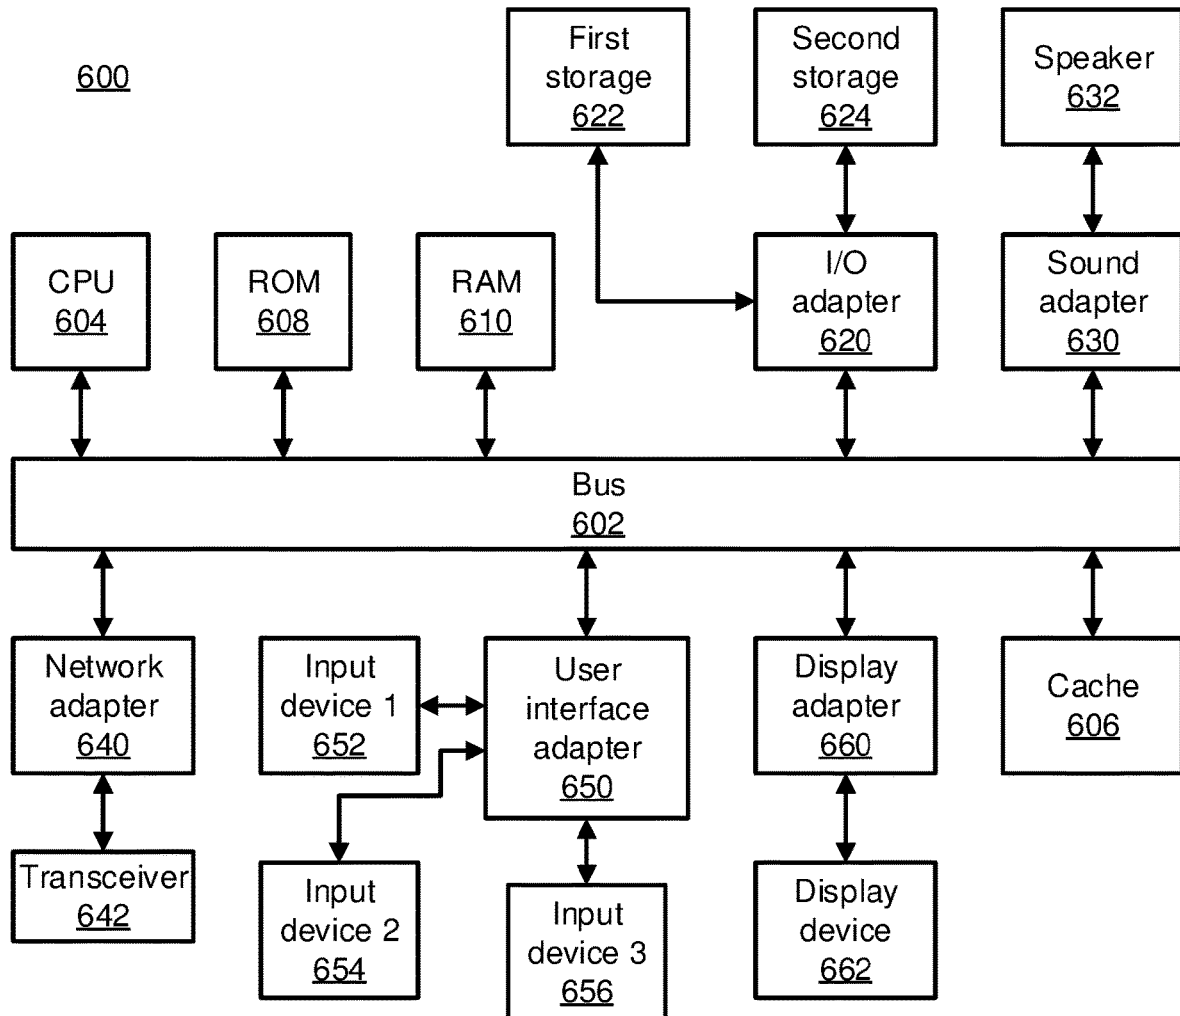 600
First
storage
622
Second
storage
624
Speaker
632
CPU
604
ROM
608
RAM
610
I/O
adapter
620
Sound
adapter
630
Bus
602
Network
adapter
640
Input
device 1
652
User
interface
adapter
650
Display
adapter
660
Cache
606
Transceiver
642
Input
device 2
654
Input
device 3
656
Display
device
662